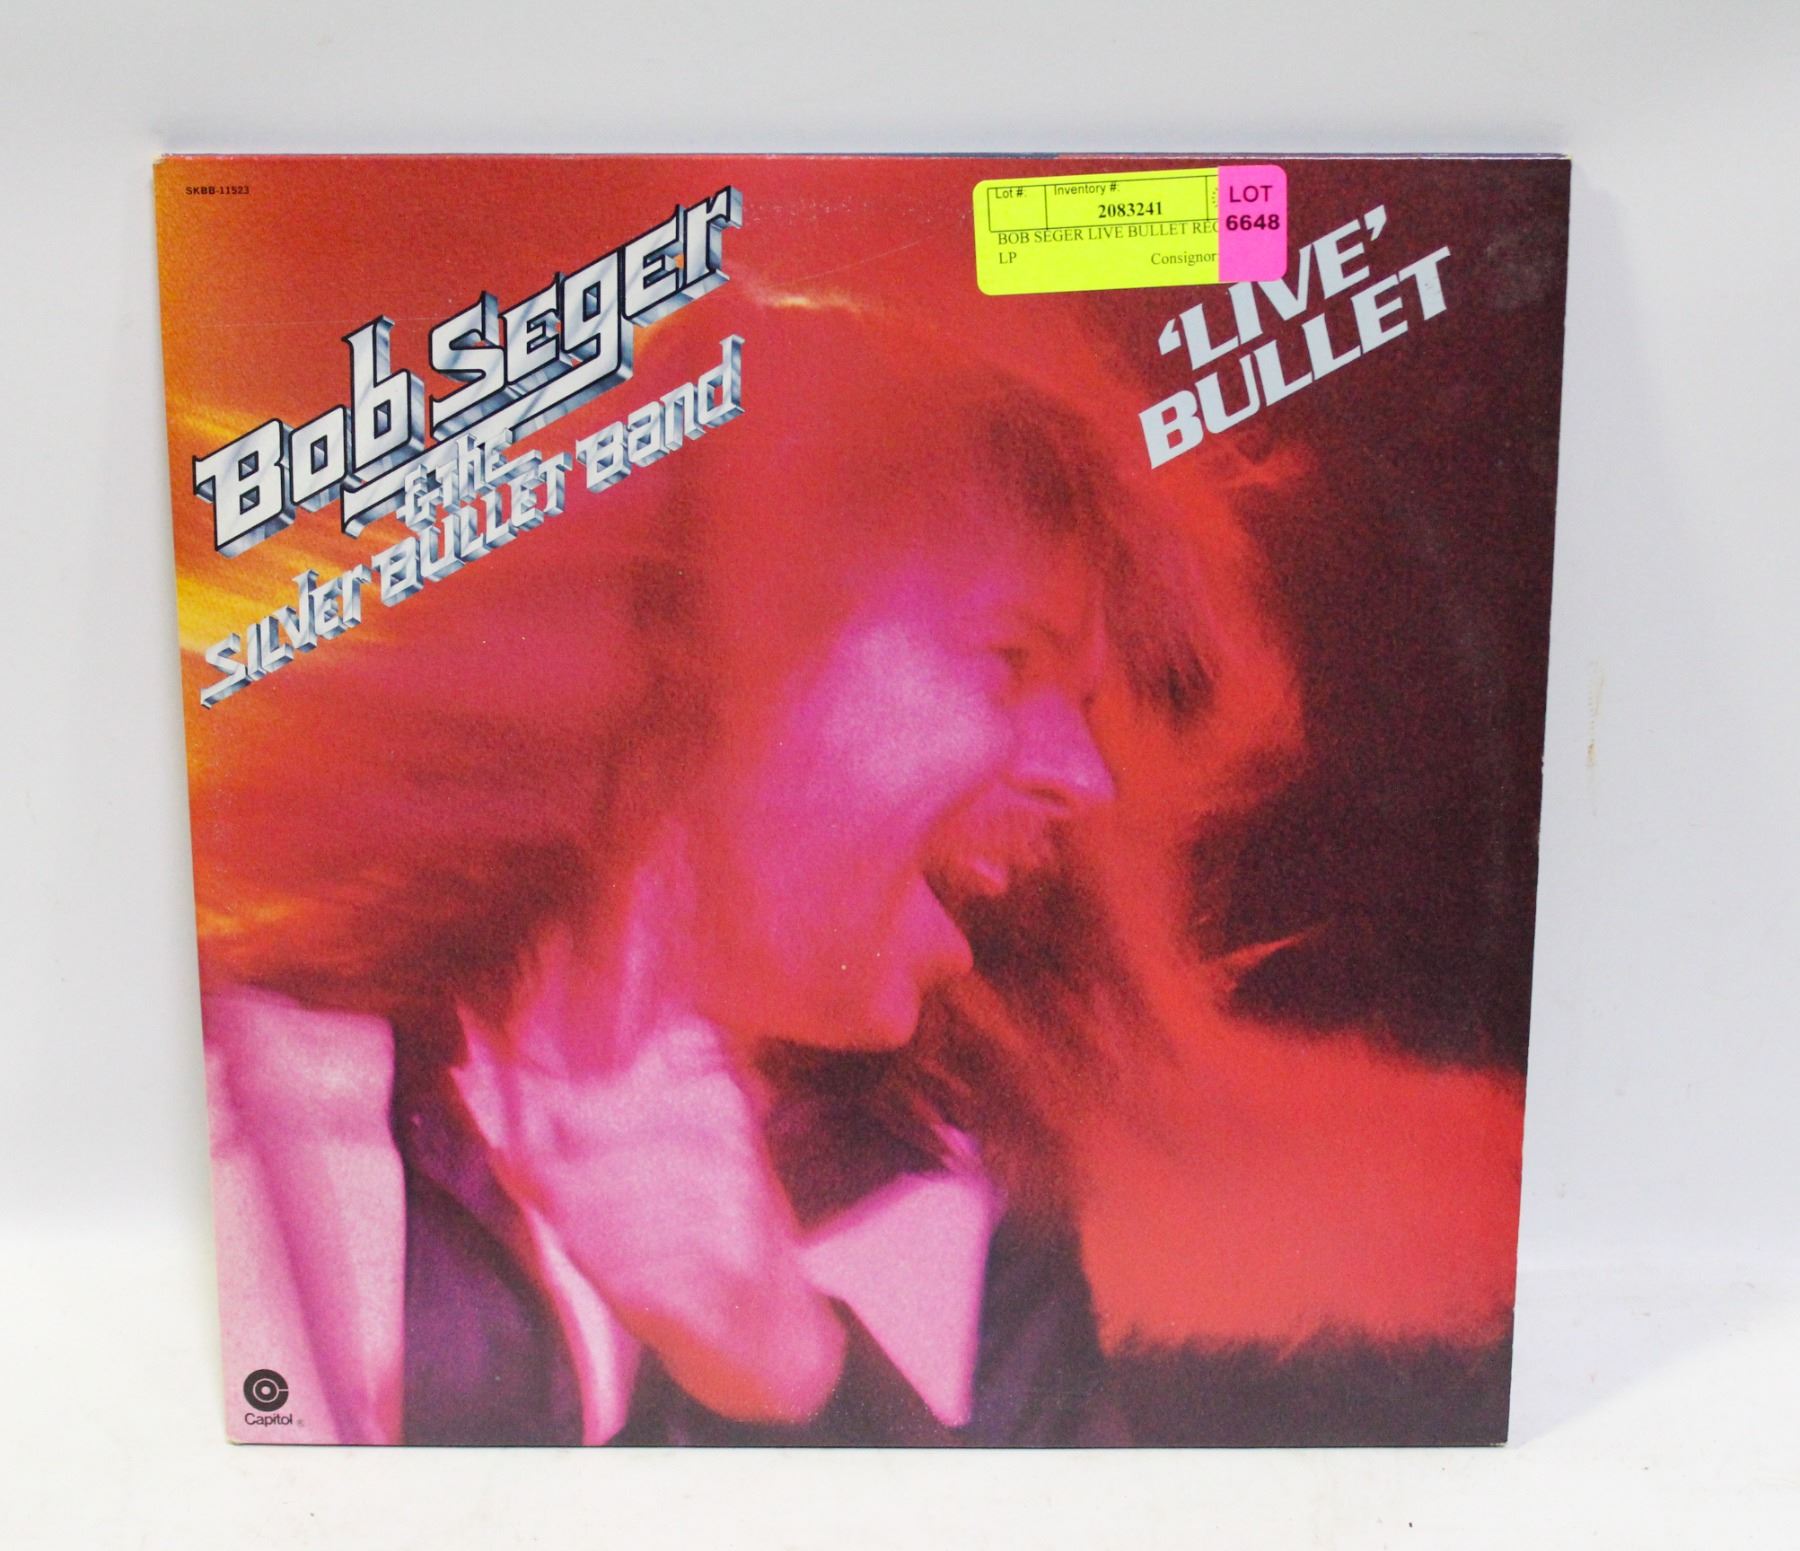 SKBB-11523
Bob Seger
& The
Silver Bullet Band
Lot #:
Inventory #:
2083241
BOB SEGER LIVE BULLET
LP
Consignor:
LOT
6648
'LIVE'
BULLET
Capitol ®